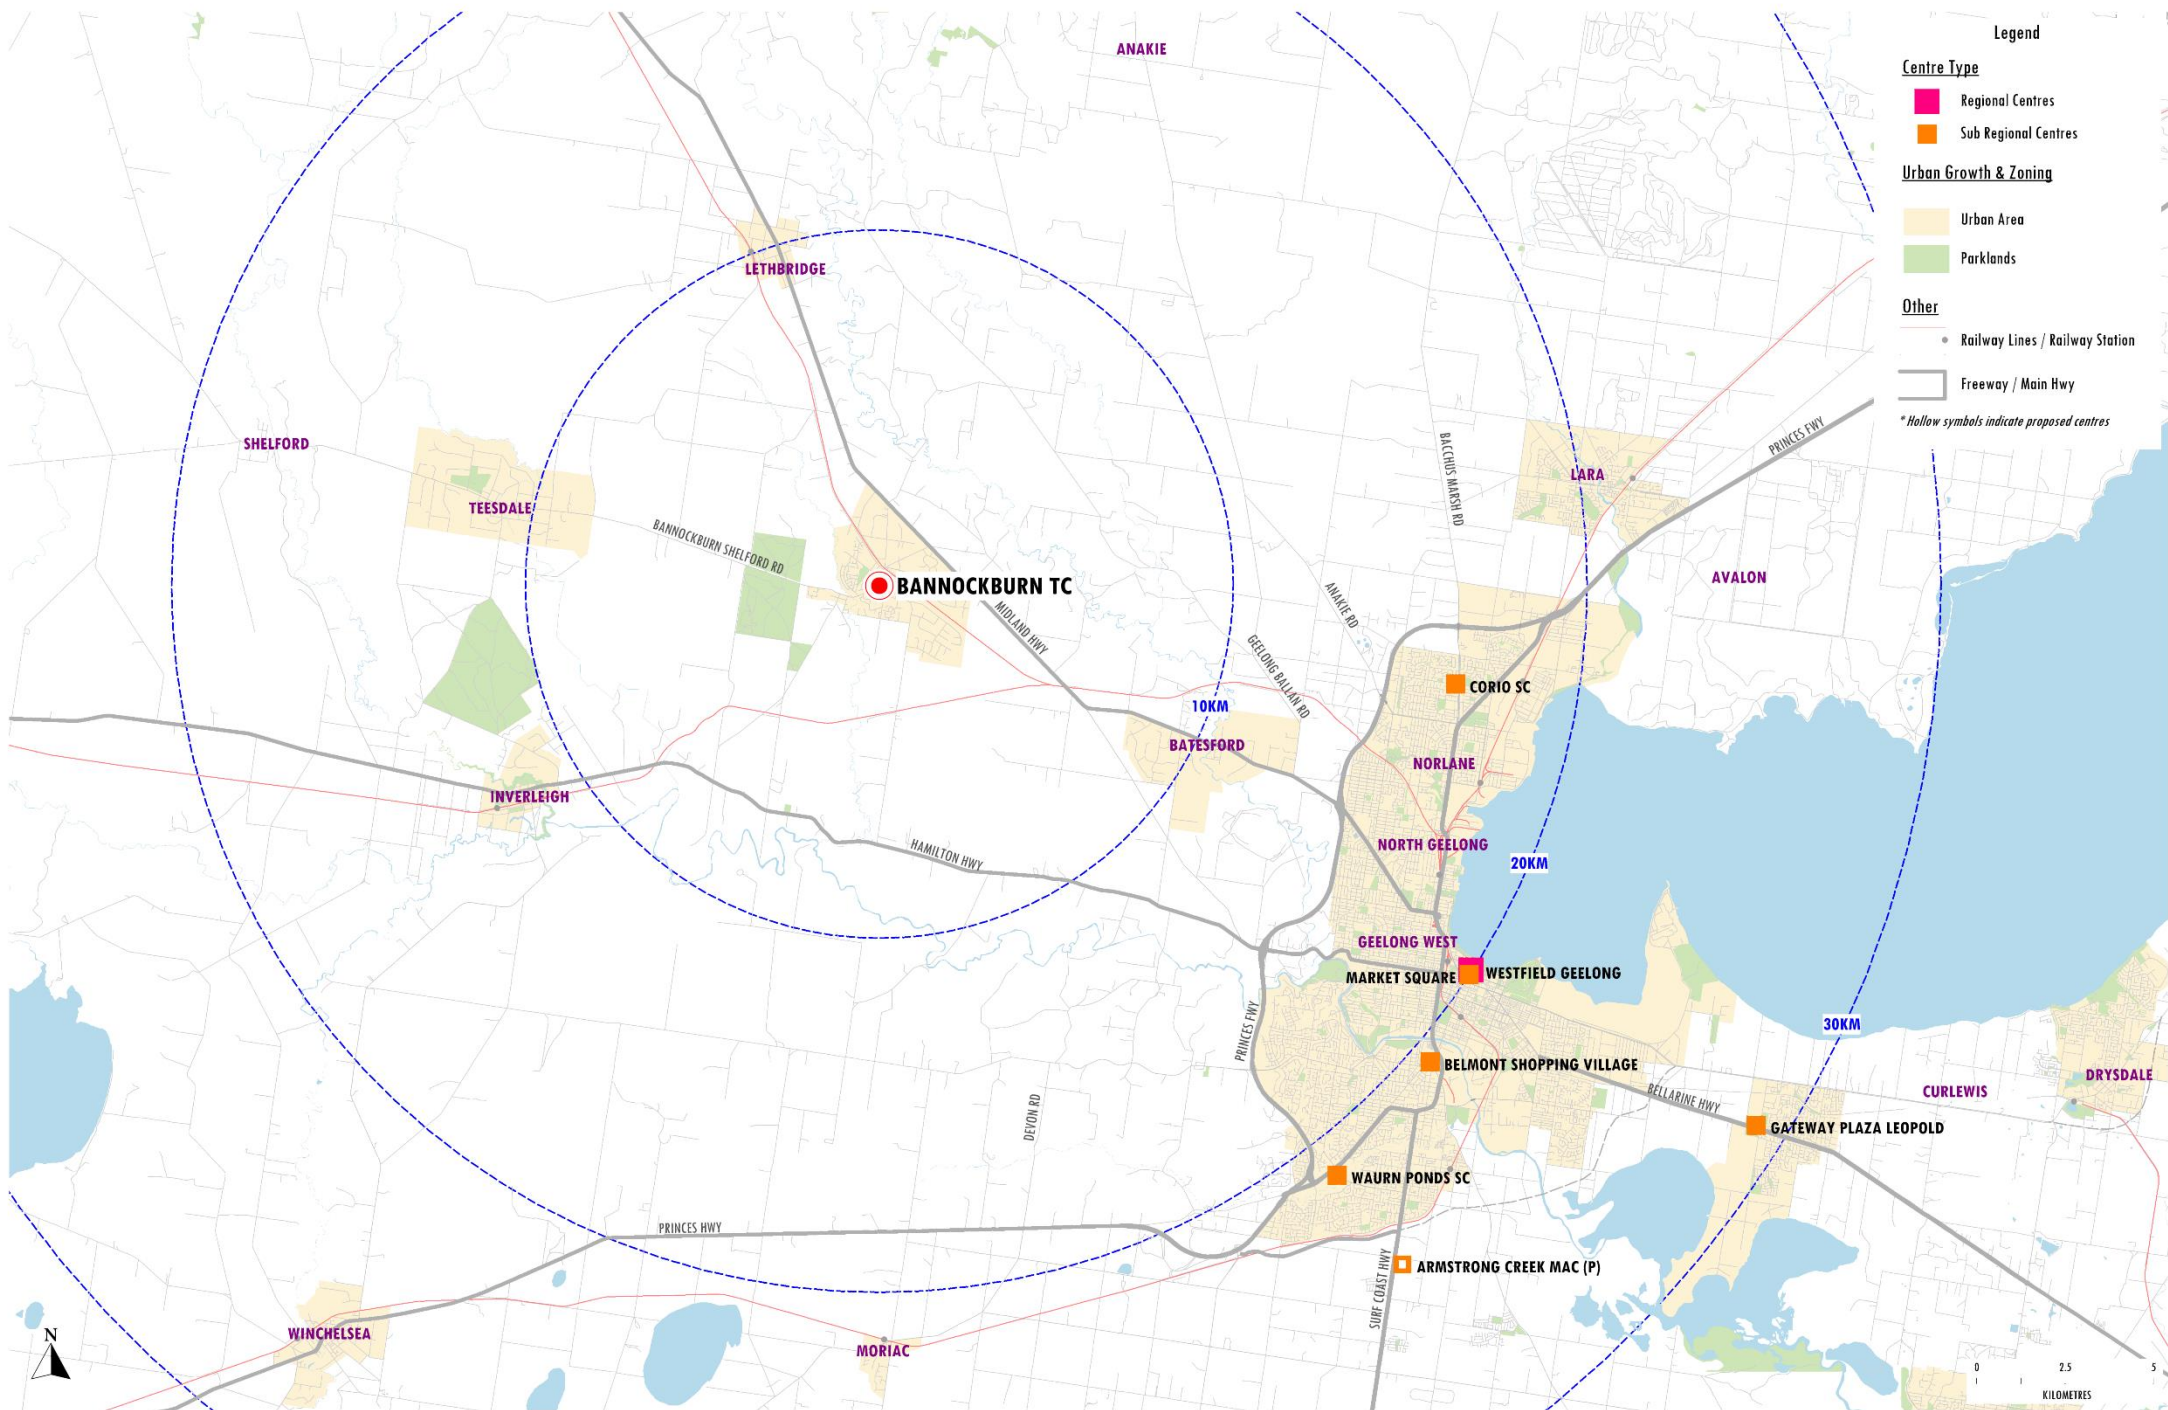 ANAKIE
Legend
Centre Type
Regional Centres
Sub Regional Centres
Urban Growth & Zoning
Urban Area
Parklands
Other
Railway Lines / Railway Station
Freeway / Main Hwy
* Hollow symbols indicate proposed centres
LETHBRIDGE
SHELFORD
TEESDALE
BANNOCKBURN SHELFORD RD
BANNOCKBURN TC
MIDLAND HWY
BACCHUS MARSH RD
PRINCES FWY
LARA
AVALON
ANAKIE RD
GEELONG BALLAN RD
CORIO SC
10KM
BATESFORD
NORLANE
INVERLEIGH
HAMILTON HWY
NORTH GEELONG
20KM
GEELONG WEST
MARKET SQUARE
WESTFIELD GEELONG
PRINCES FWY
30KM
BELMONT SHOPPING VILLAGE
DEVON RD
BELLARINE HWY
CURLEWIS
DRYSDALE
GATEWAY PLAZA LEOPOLD
WAURN PONDS SC
PRINCES HWY
ARMSTRONG CREEK MAC (P)
SURF COAST HWY
WINCHELSEA
MORIAC
N
0 2.5 5
KILOMETRES